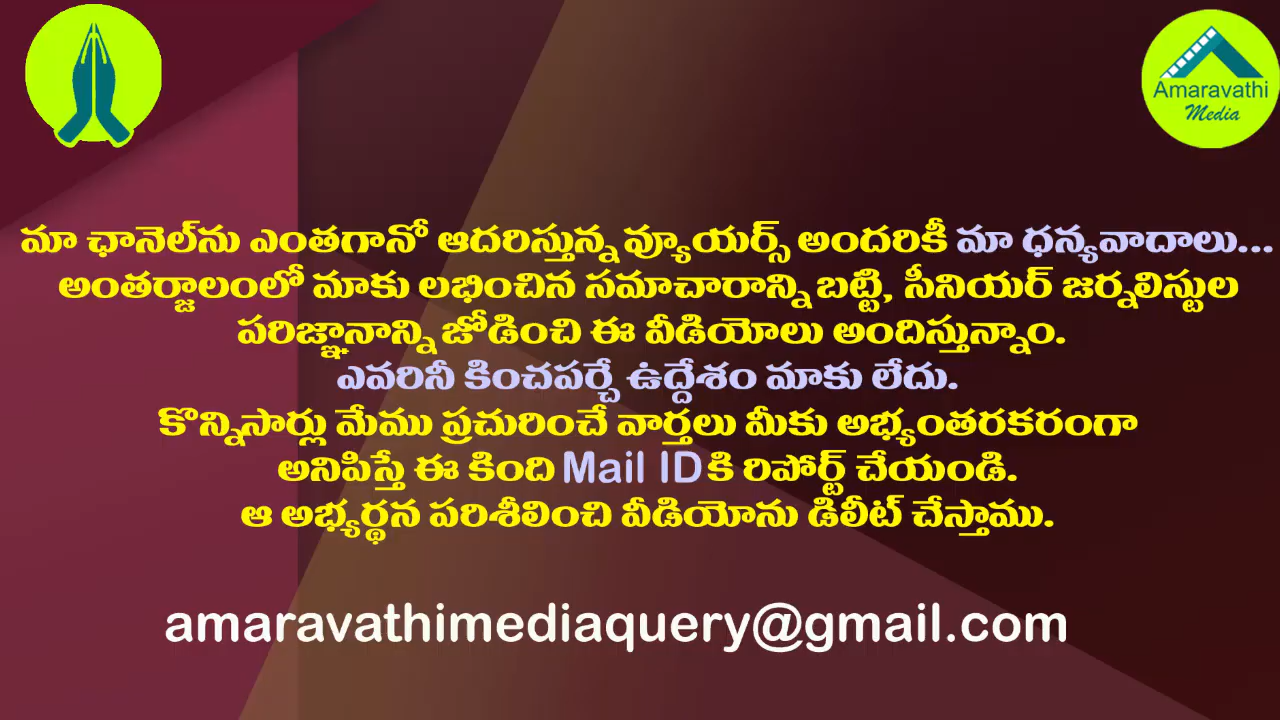 Amaravathi
Media
మా ఛానెల్‌ను ఎంతగానో ఆదరిస్తున్న వ్యూయర్స్ అందరికీ మా ధన్యవాదాలు...
అంతర్జాలంలో మాకు లభించిన సమాచారాన్ని బట్టి, సీనియర్ జర్నలిస్టుల
పరిజ్ఞానాన్ని జోడించి ఈ వీడియోలు అందిస్తున్నాం.
ఎవరినీ కించపర్చే ఉద్దేశం మాకు లేదు.
కొన్నిసార్లు మేము ప్రచురించే వార్తలు మీకు అభ్యంతరకరంగా
అనిపిస్తే ఈ కింది Mail ID కి రిపోర్ట్ చేయండి.
ఆ అభ్యర్థన పరిశీలించి వీడియోను డిలీట్ చేస్తాము.
amaravathimediaquery@gmail.com